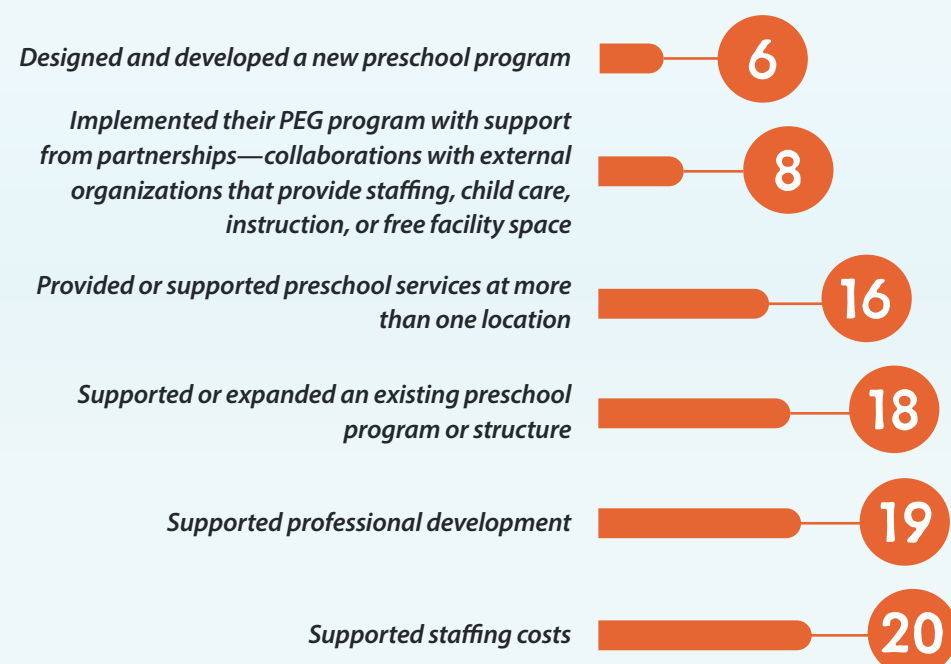 Designed and developed a new preschool program
6
Implemented their PEG program with support
from partnerships—collaborations with external
organizations that provide staffing, child care,
instruction, or free facility space
8
Provided or supported preschool services at more
than one location
16
Supported or expanded an existing preschool
program or structure
18
Supported professional development
19
Supported staffing costs
20